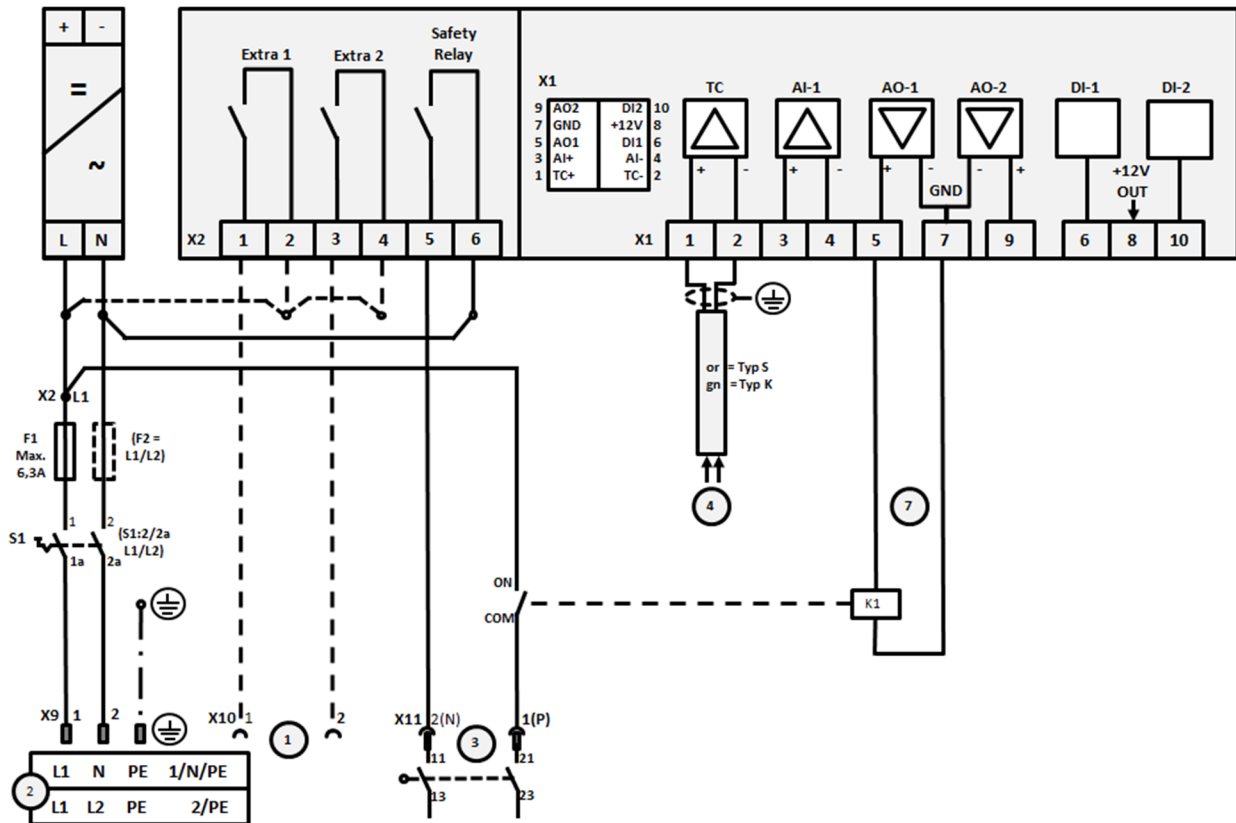 + -
=
~
L N
Extra 1
Extra 2
Safety
Relay
X2 1 2 3 4 5 6
X1
9 AO2 DI2 10
7 GND +12V 8
5 AO1 DI1 6
3 AI+ AI- 4
1 TC+ TC- 2
TC
AI-1
AO-1
AO-2
DI-1
DI-2
+ - + - + - - +
GND
+12V
OUT
X1 1 2 3 4 5 7 9 6 8 10
or = Typ S
gn = Typ K
X2 L1
F1
Max.
6,3A
(F2 =
L1/L2)
S1
1 2
1a 2a
(S1:2/2a
L1/L2)
4
7
ON
COM
K1
X9 1 2
X10 1 2
1
X11 2(N) 1(P)
3
11 21
13 23
2
L1 N PE 1/N/PE
L1 L2 PE 2/PE